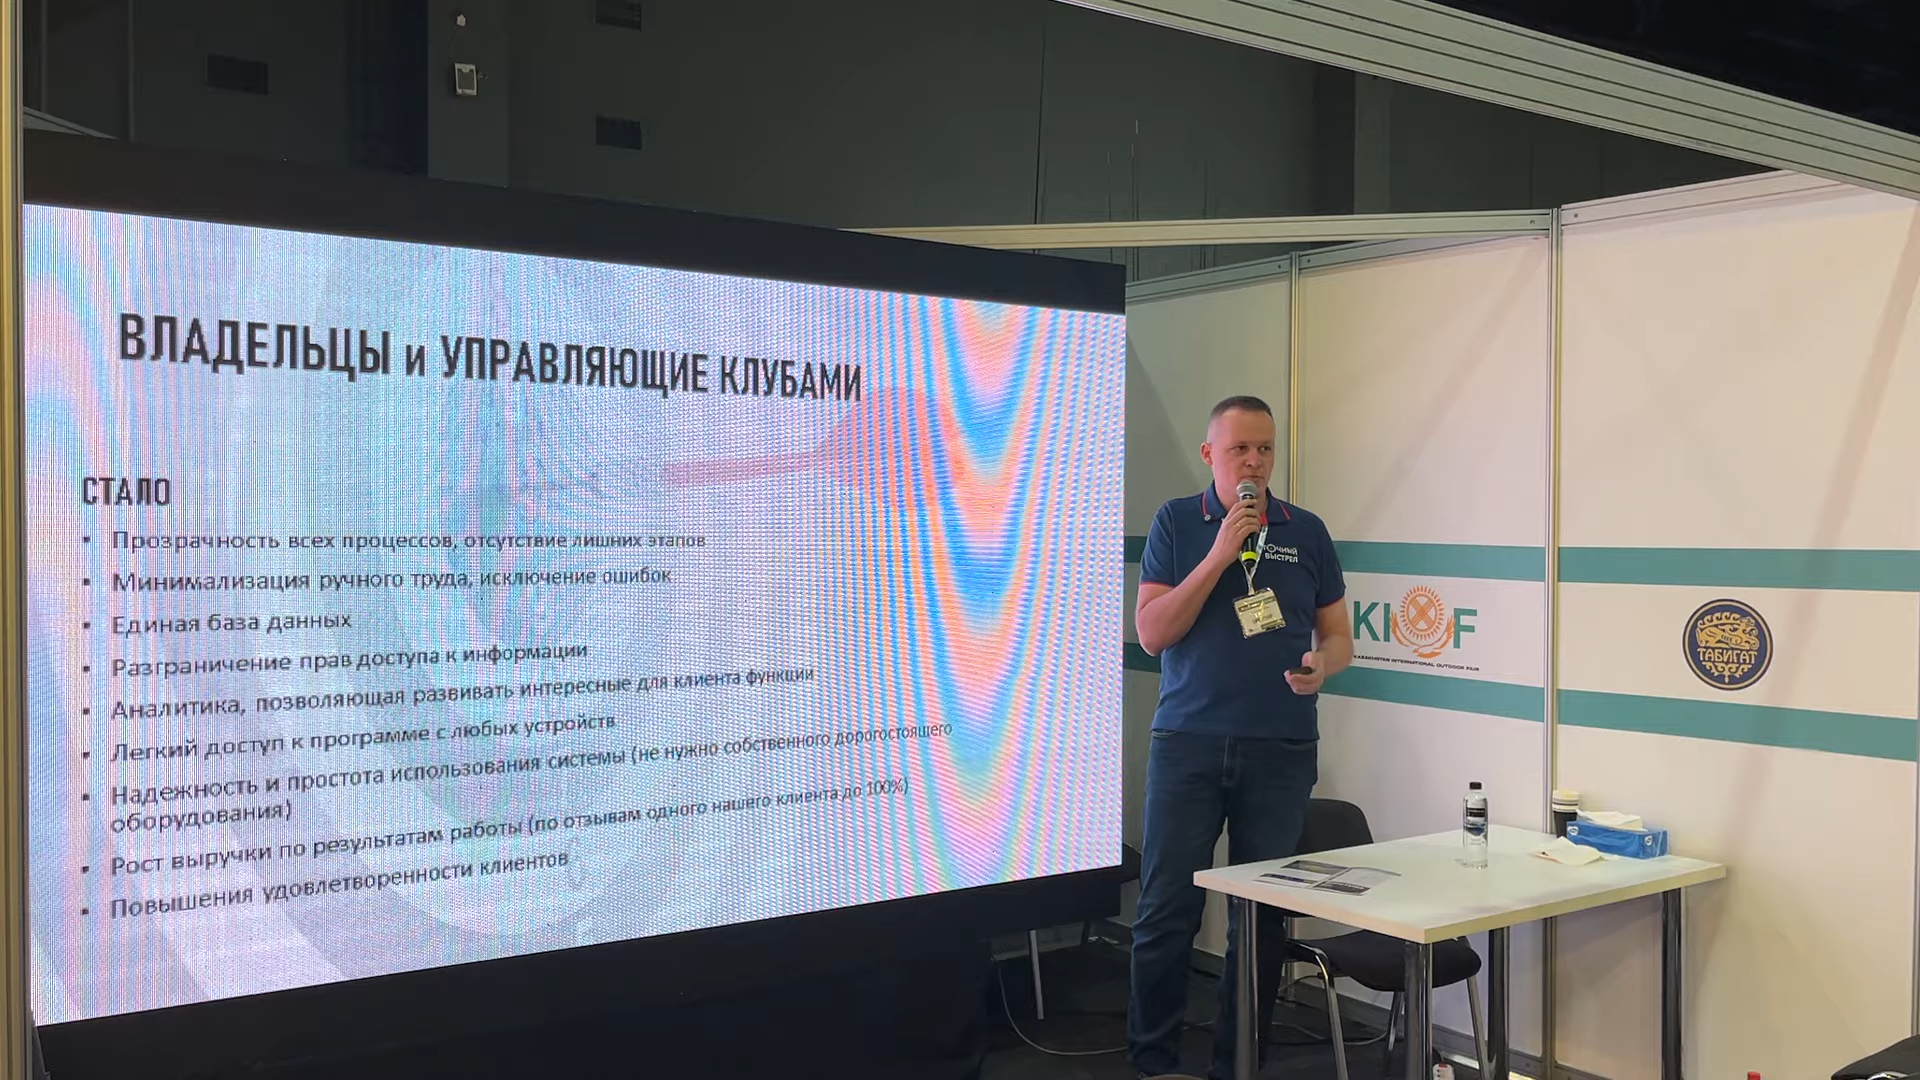 ВЛАДЕЛЬЦЫ и УПРАВЛЯЮЩИЕ КЛУБАМИ
СТАЛО
• Прозрачность всех процессов, отсутствие лишних этапов
• Минимализация ручного труда, исключение ошибок
• Единая база данных
• Разграничение прав доступа к информации
• Аналитика, позволяющая развивать интересные для клиента функции
• Легкий доступ к программе с любых устройств
• Надежность и простота использования системы (не нужно собственного дорогостоящего
оборудования)
• Рост выручки по результатам работы (по отзывам одного нашего клиента до 100%)
• Повышения удовлетворенности клиентов
ТОЧНЫЙ
ВЫСТРЕЛ
KIOF
KAZAKHSTAN INTERNATIONAL OUTDOOR FAIR
ТАБИГАТ